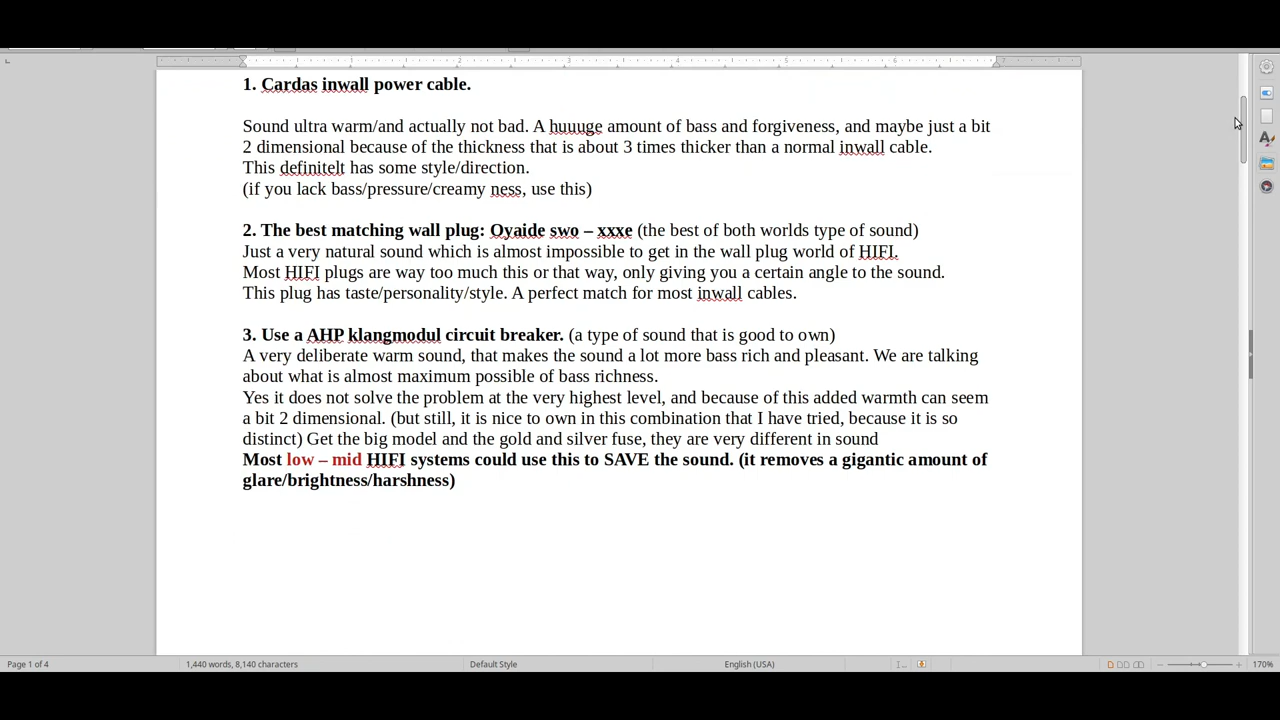 1. Cardas inwall power cable.
Sound ultra warm/and actually not bad. A huuuge amount of bass and forgiveness, and maybe just a bit
2 dimensional because of the thickness that is about 3 times thicker than a normal inwall cable.
This definitelt has some style/direction.
(if you lack bass/pressure/creamy ness, use this)
2. The best matching wall plug: Oyaide swo – xxxe (the best of both worlds type of sound)
Just a very natural sound which is almost impossible to get in the wall plug world of HIFI.
Most HIFI plugs are way too much this or that way, only giving you a certain angle to the sound.
This plug has taste/personality/style. A perfect match for most inwall cables.
3. Use a AHP klangmodul circuit breaker. (a type of sound that is good to own)
A very deliberate warm sound, that makes the sound a lot more bass rich and pleasant. We are talking
about what is almost maximum possible of bass richness.
Yes it does not solve the problem at the very highest level, and because of this added warmth can seem
a bit 2 dimensional. (but still, it is nice to own in this combination that I have tried, because it is so
distinct) Get the big model and the gold and silver fuse, they are very different in sound
Most low – mid HIFI systems could use this to SAVE the sound. (it removes a gigantic amount of
glare/brightness/harshness)
Page 1 of 4
1,440 words, 8,140 characters
Default Style
English (USA)
170%